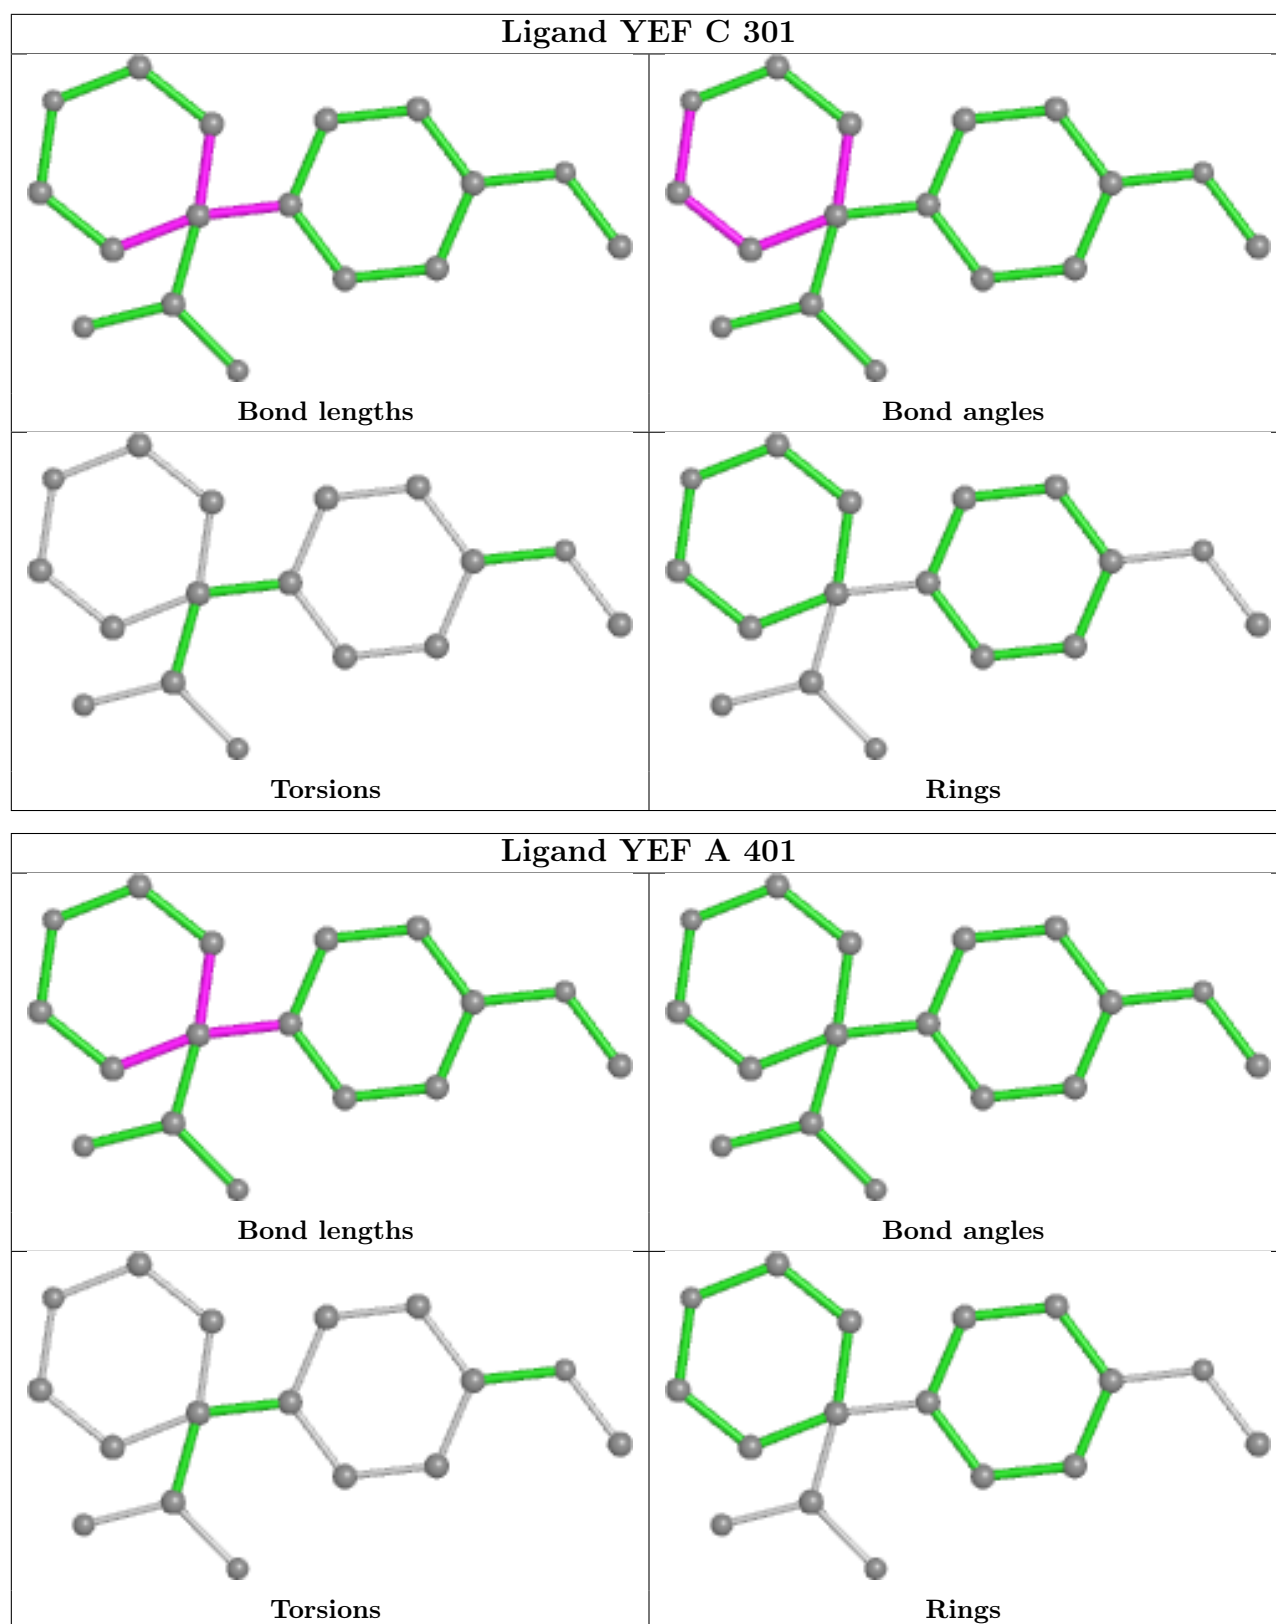 Ligand YEF C 301
Bond lengths
Bond angles
Torsions
Rings
Ligand YEF A 401
Bond lengths
Bond angles
Torsions
Rings